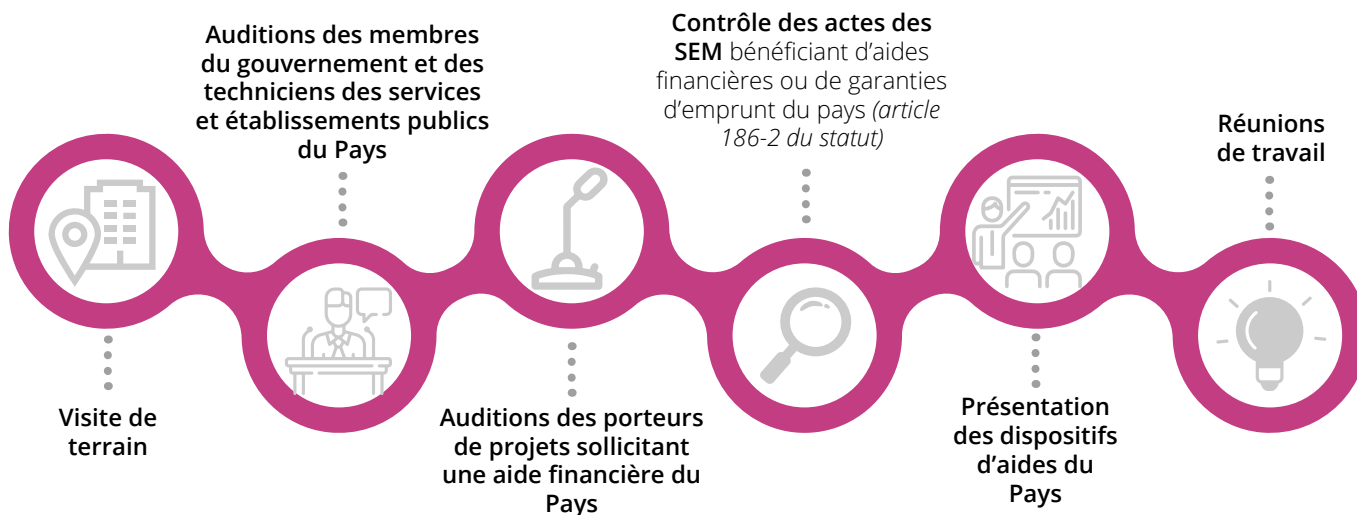 Visite de
terrain
Auditions des membres
du gouvernement et des
techniciens des services
et établissements publics
du Pays
Auditions des porteurs
de projets sollicitant
une aide financière du
Pays
Contrôle des actes des
SEM bénéficiant d'aides
financières ou de garanties
d'emprunt du pays (article
186-2 du statut)
Présentation
des dispositifs
d'aides du
Pays
Réunions
de travail